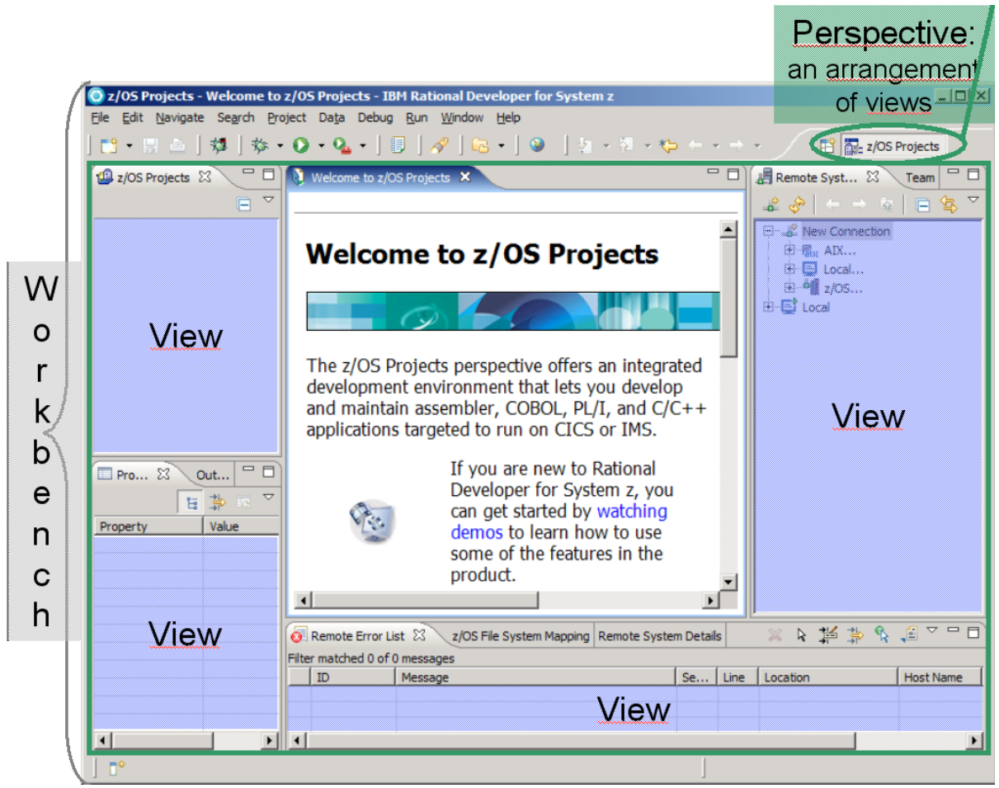 Perspective:
an arrangement
of views
Workbench
z/OS Projects - Welcome to z/OS Projects - IBM Rational Developer for System z
File Edit Navigate Search Project Data Debug Run Window Help
z/OS Projects
z/OS Projects
View
Welcome to z/OS Projects
Welcome to z/OS Projects
The z/OS Projects perspective offers an integrated
development environment that lets you develop
and maintain assembler, COBOL, PL/I, and C/C++
applications targeted to run on CICS or IMS.
If you are new to Rational
Developer for System z, you
can get started by watching
demos to learn how to use
some of the features in the
product.
Remote Syst... Team
New Connection
AIX...
Local...
z/OS...
Local
View
Pro... Out...
Property Value
View
Remote Error List z/OS File System Mapping Remote System Details
Filter matched 0 of 0 messages
ID Message Se... Line Location Host Name
View